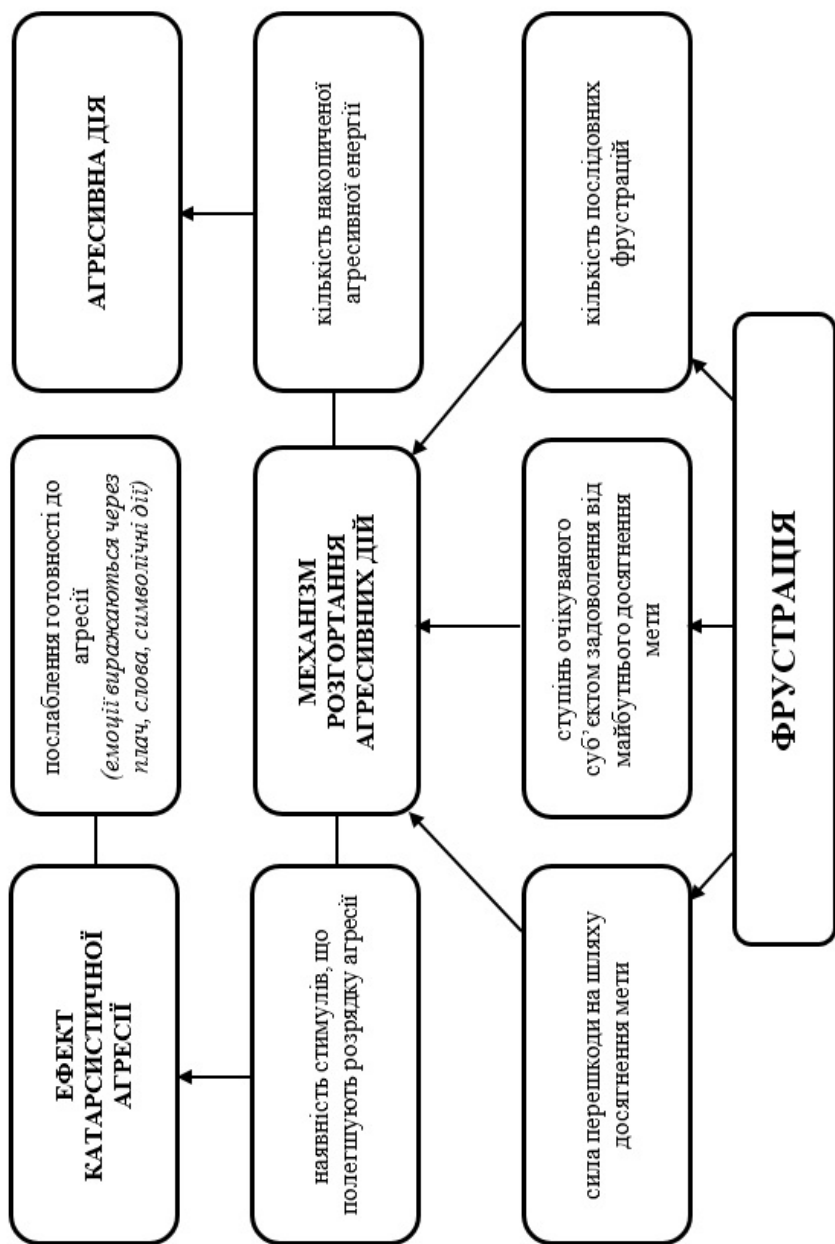 ЕФЕКТ
КАТАРСИСТИЧНОЇ
АГРЕСІЇ
послаблення готовності до
агресії
(емоції виражаються через
плач, слова, символічні дії)
АГРЕСИВНА ДІЯ
наявність стимулів, що
полегшують розрядку агресії
МЕХАНІЗМ
РОЗГОРТАННЯ
АГРЕСИВНИХ ДІЙ
кількість накопиченої
агресивної енергії
сила перешкоди на шляху
досягнення мети
ступінь очікуваного
суб’єктом задоволення від
майбутнього досягнення
мети
кількість послідовних
фрустрацій
ФРУСТРАЦІЯ